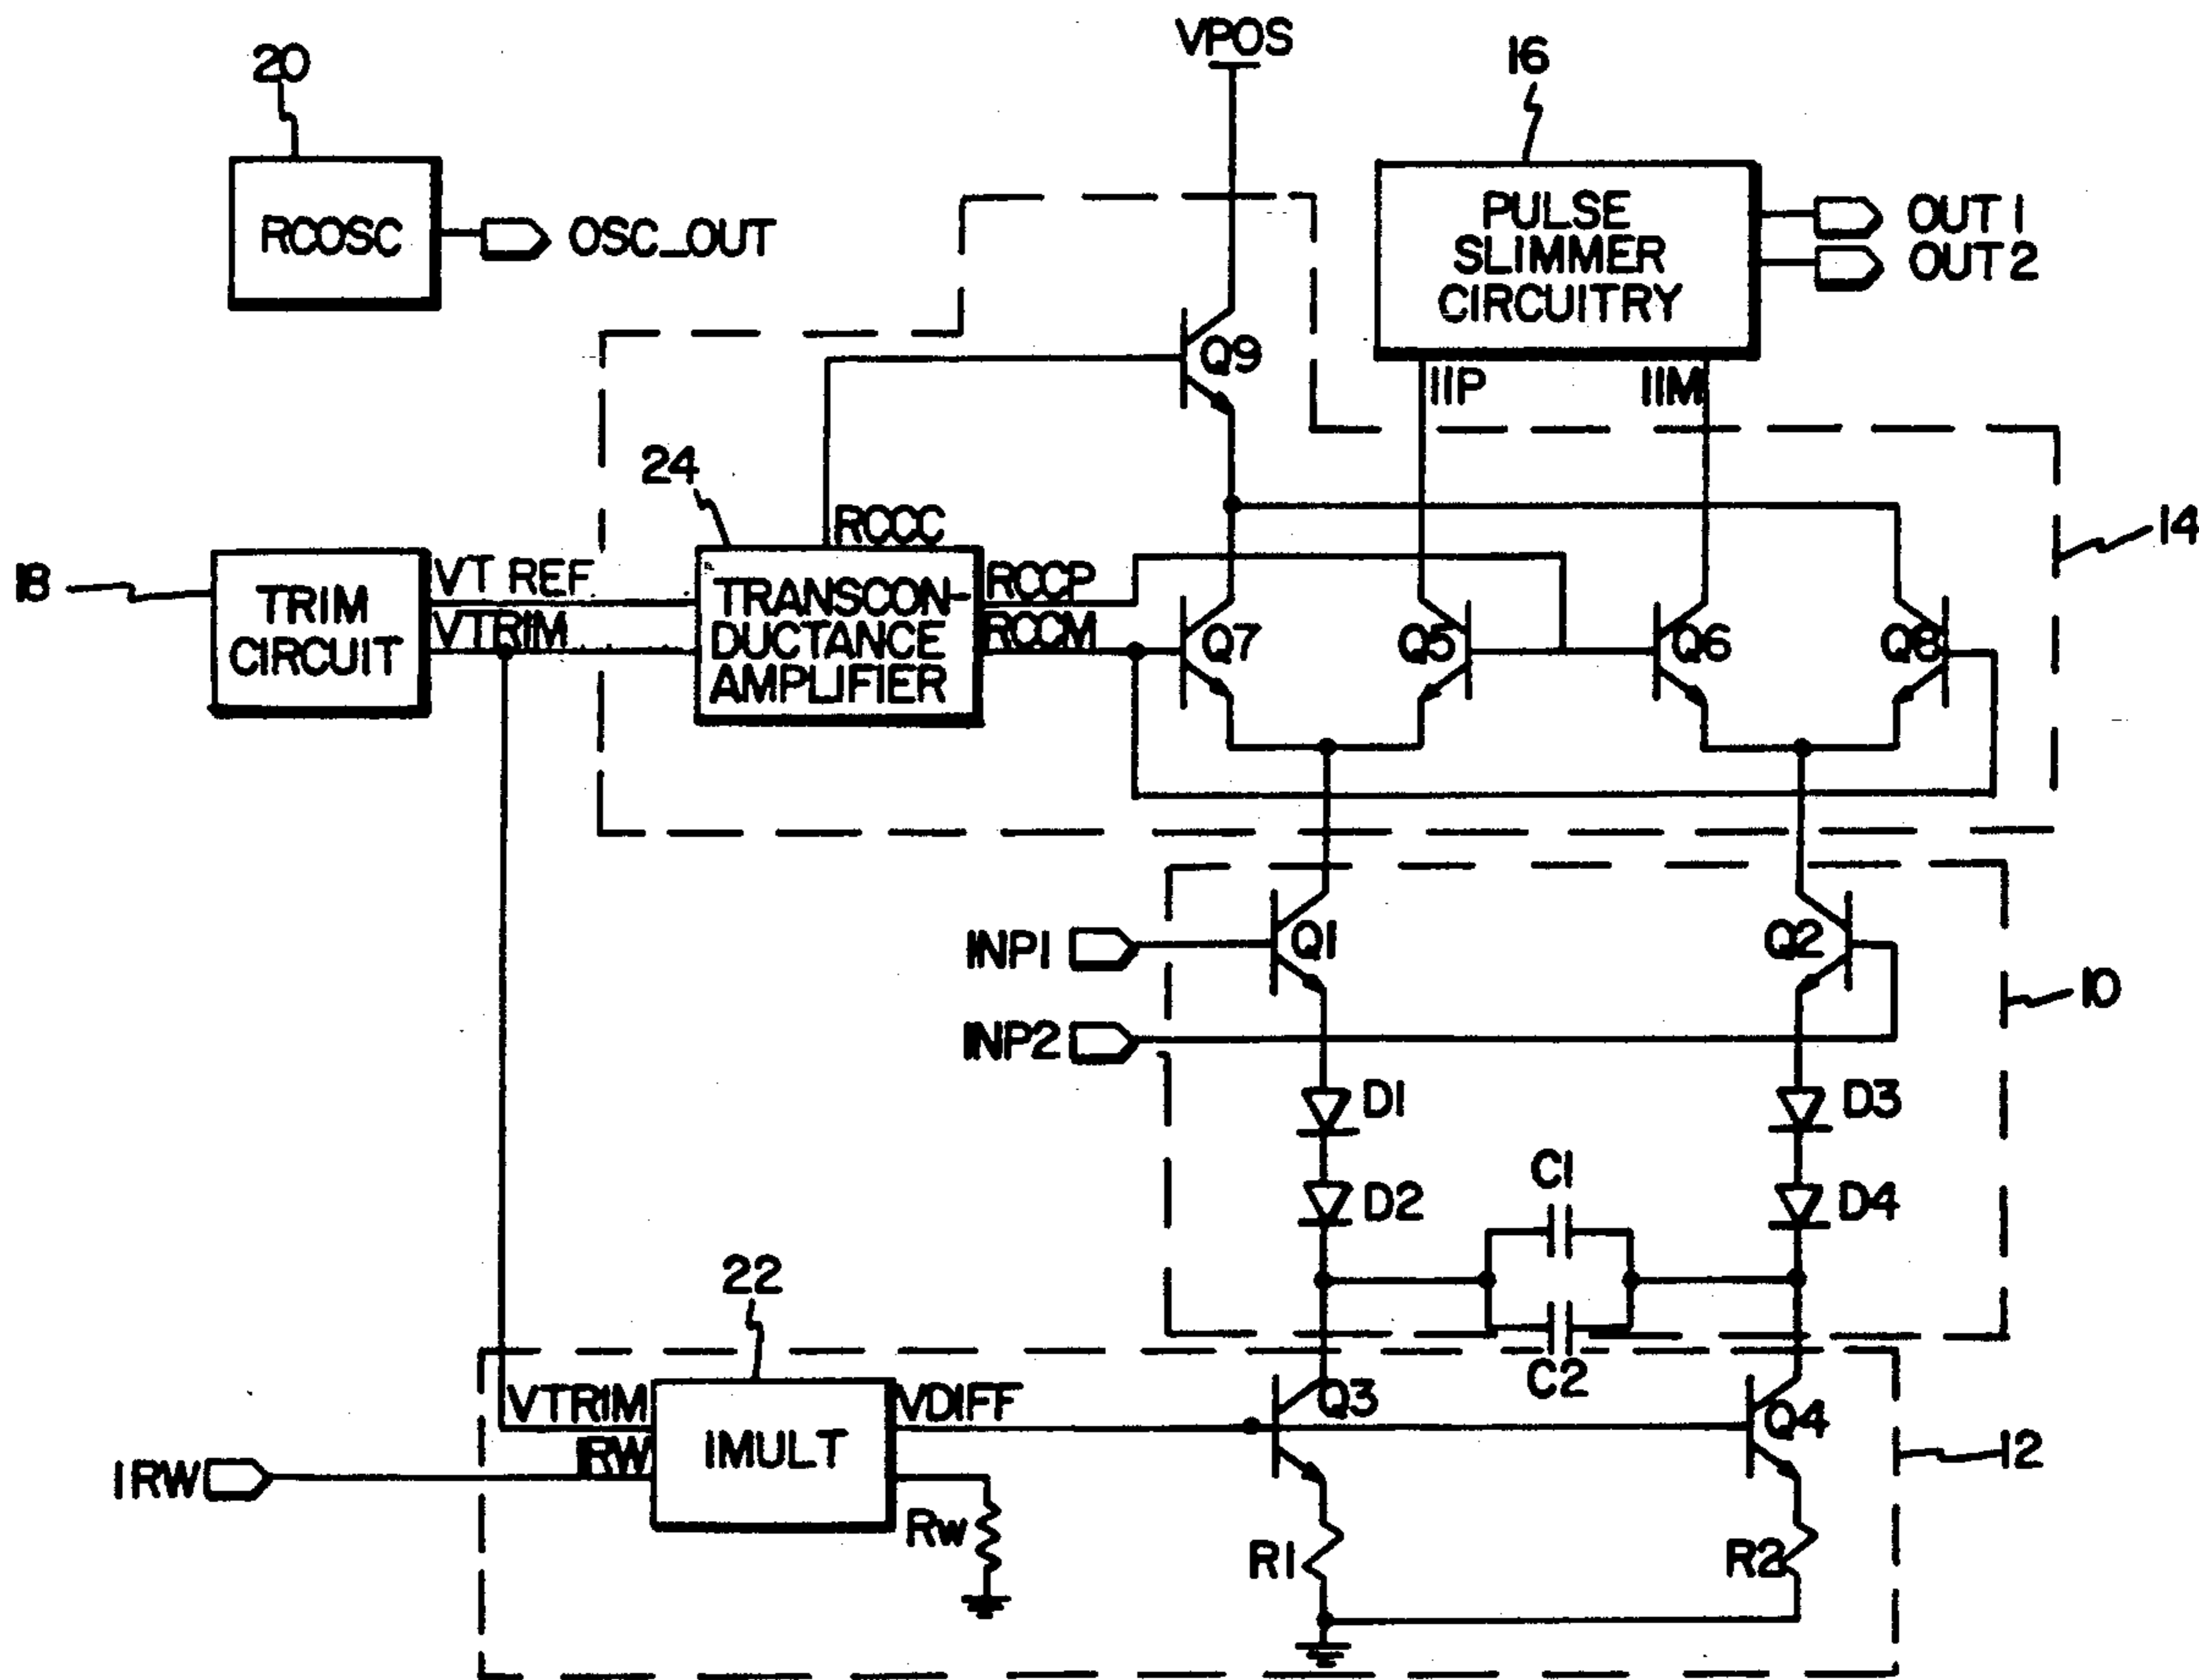 VPOS
20
16
RCOSC
OSC_OUT
PULSE
SLIMMER
CIRCUITRY
OUT 1
OUT 2
Q9
IIP
IIM
24
RCCC
14
18
TRIM
CIRCUIT
VT REF
VTRIM
TRANSCON-
DUCTANCE
AMPLIFIER
RCCP
RCCM
Q7
Q5
Q6
Q8
INP1
Q1
Q2
10
INP2
D1
D3
C1
D2
D4
22
C2
VTRIM
IRW
IMULT
VDIFF
Q3
Q4
12
IRW
Rw
R1
R2